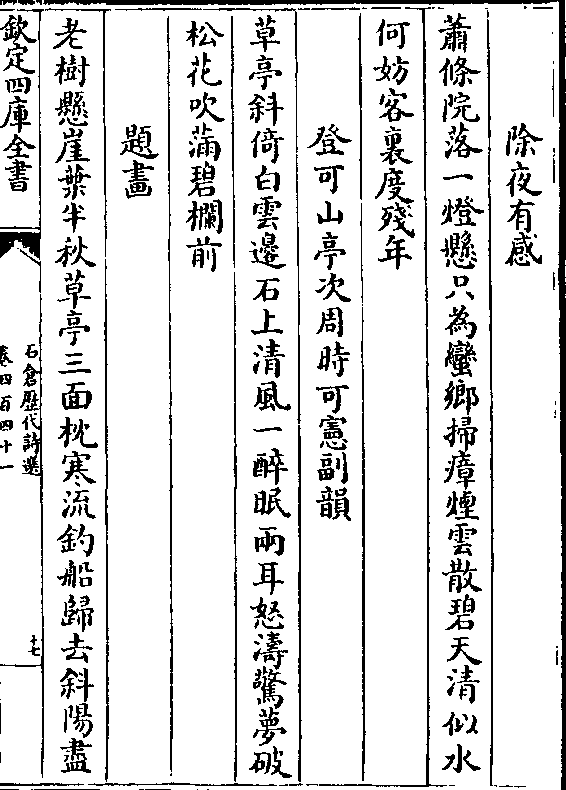 除夜有感
蕭條院落一燈懸只為蠻鄉掃瘴煙雲散碧天清似水
何妨客裏度殘年
登可山亭次周時可憲副韻
草亭斜倚白雲邊石上清風一醉眠兩耳怒濤驚夢破
松花吹滿碧欄前
題畫
老樹懸崖葉半秋草亭三面枕寒流釣船歸去斜陽盡
欽定四庫全書
石倉歷代詩選
卷四百四十一
十七